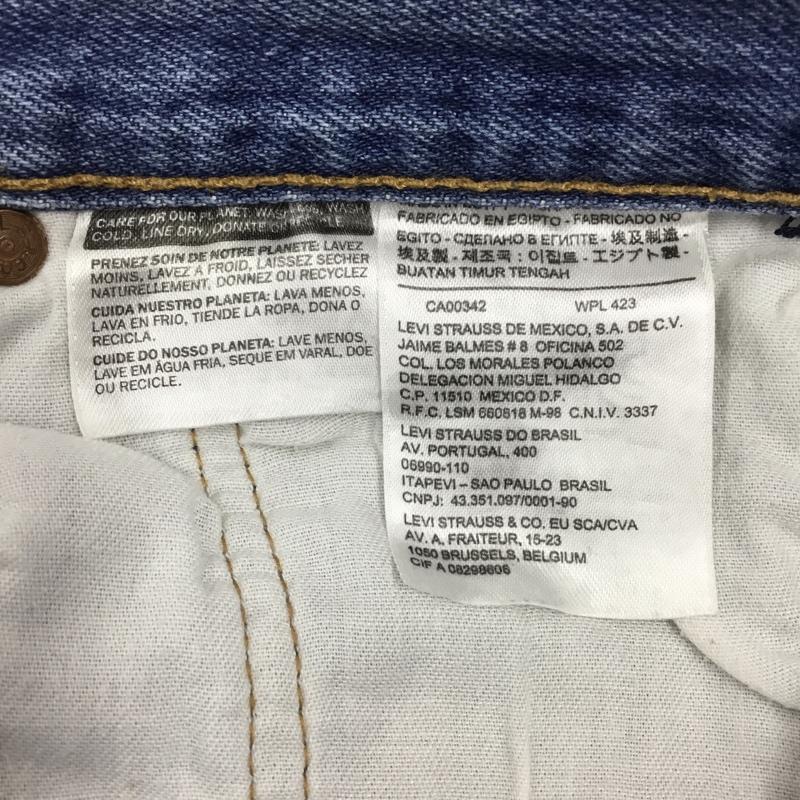 CARE FOR OUR PLANET: WASH LESS, WASH
COLD, LINE DRY, DONATE OR RECYCLE
PRENEZ SOIN DE NOTRE PLANETE: LAVEZ
MOINS, LAVEZ A FROID, LAISSEZ SECHER
NATURELLEMENT, DONNEZ OU RECYCLEZ
CUIDA NUESTRO PLANETA: LAVA MENOS,
LAVA EN FRIO, TIENDE LA ROPA, DONA O
RECICLA.
CUIDE DO NOSSO PLANETA: LAVE MENOS,
LAVE EM ÀGUA FRIA, SEQUE EM VARAL, DOE
OU RECICLE.
FABRICADO EN EGIPTO - FABRICADO NO
EGITO - СДЕЛАНО В ЕГИПТЕ - 埃及制造 -
埃及製 - 제조국 : 이집트 - エジプト製 -
BUATAN TIMUR TENGAH
CA00342 WPL 423
LEVI STRAUSS DE MEXICO, S.A. DE C.V.
JAIME BALMES # 8 OFICINA 502
COL. LOS MORALES POLANCO
DELEGACION MIGUEL HIDALGO
C.P. 11510 MEXICO D.F.
R.F.C. LSM 660818 M-98 C.N.I.V. 3337
LEVI STRAUSS DO BRASIL
AV. PORTUGAL, 400
06990-110
ITAPEVI – SAO PAULO BRASIL
CNPJ: 43.351.097/0001-90
LEVI STRAUSS & CO. EU SCA/CVA
AV. A. FRAITEUR, 15-23
1050 BRUSSELS, BELGIUM
CIF A 08298606